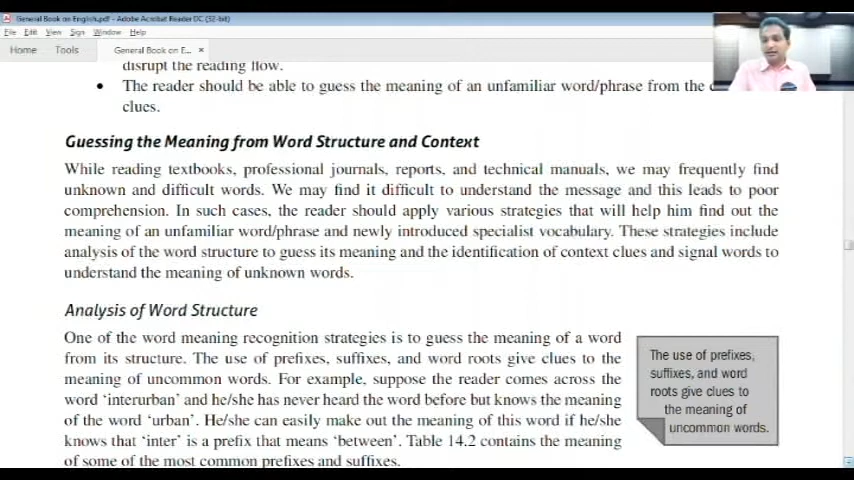 General Book on English.pdf - Adobe Acrobat Reader DC (32-bit)
File Edit View Sign Window Help
Home Tools General Book on E... ×
disrupt the reading flow.
• The reader should be able to guess the meaning of an unfamiliar word/phrase from the
clues.
Guessing the Meaning from Word Structure and Context
While reading textbooks, professional journals, reports, and technical manuals, we may frequently find
unknown and difficult words. We may find it difficult to understand the message and this leads to poor
comprehension. In such cases, the reader should apply various strategies that will help him find out the
meaning of an unfamiliar word/phrase and newly introduced specialist vocabulary. These strategies include
analysis of the word structure to guess its meaning and the identification of context clues and signal words to
understand the meaning of unknown words.
Analysis of Word Structure
One of the word meaning recognition strategies is to guess the meaning of a word
from its structure. The use of prefixes, suffixes, and word roots give clues to the
meaning of uncommon words. For example, suppose the reader comes across the
word ‘interurban’ and he/she has never heard the word before but knows the meaning
of the word ‘urban’. He/she can easily make out the meaning of this word if he/she
knows that ‘inter’ is a prefix that means ‘between’. Table 14.2 contains the meaning
of some of the most common prefixes and suffixes.
The use of prefixes,
suffixes, and word
roots give clues to
the meaning of
uncommon words.